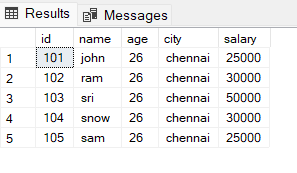 Results Messages
id name age city salary
1 101 john 26 chennai 25000
2 102 ram 26 chennai 30000
3 103 sri 26 chennai 50000
4 104 snow 26 chennai 30000
5 105 sam 26 chennai 25000